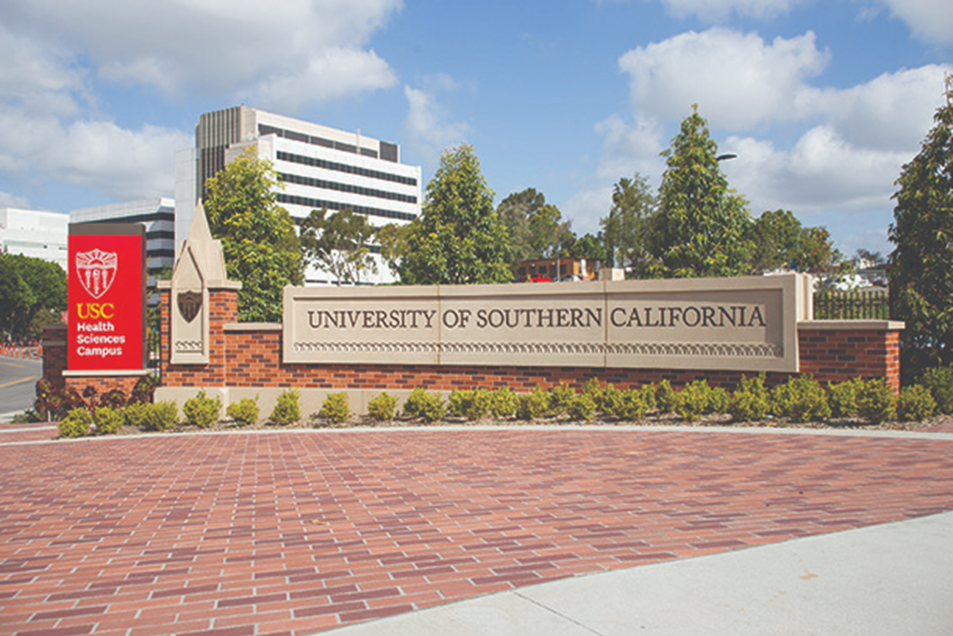 USC
Health
Sciences
Campus
UNIVERSITY OF SOUTHERN CALIFORNIA